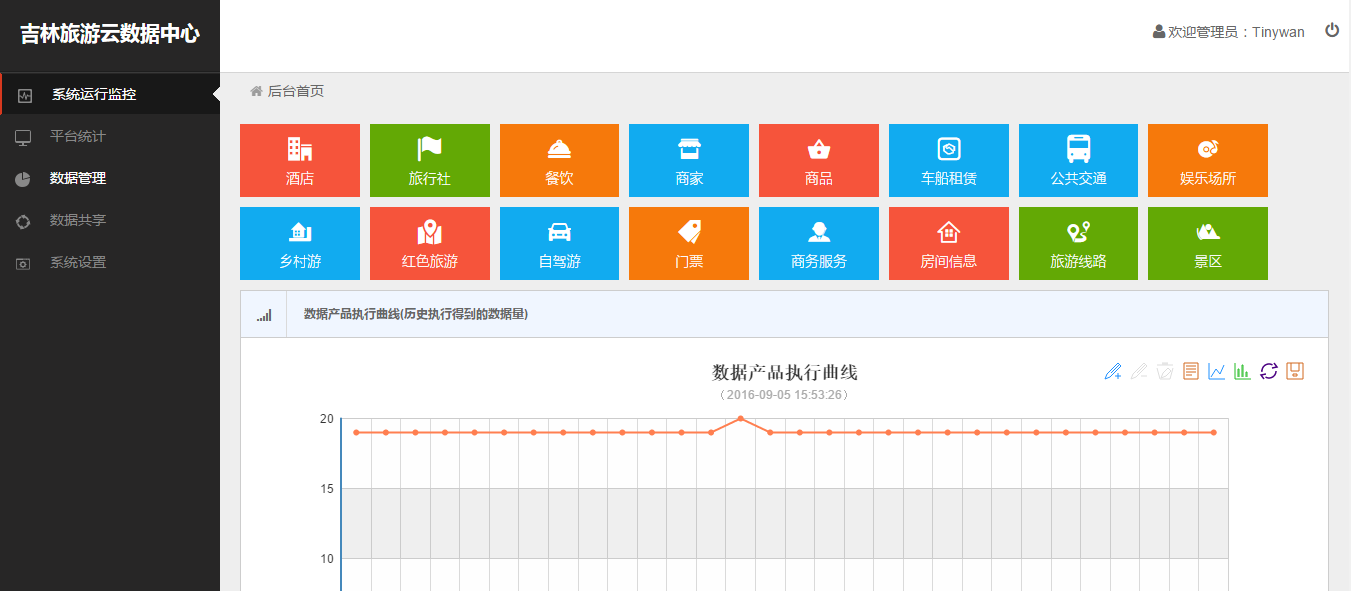 吉林旅游云数据中心
欢迎管理员：Tinywan
系统运行监控
平台统计
数据管理
数据共享
系统设置
后台首页
酒店
旅行社
餐饮
商家
商品
车船租赁
公共交通
娱乐场所
乡村游
红色旅游
自驾游
门票
商务服务
房间信息
旅游线路
景区
数据产品执行曲线(历史执行得到的数据量)
数据产品执行曲线
（2016-09-05 15:53:26）
20
15
10